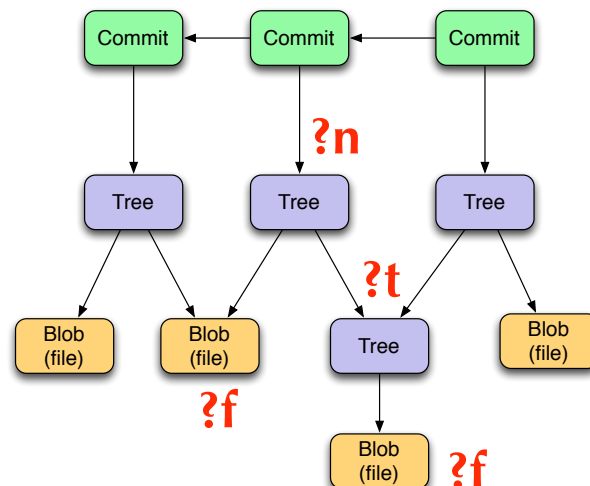 Commit
Commit
Commit
?n
Tree
Tree
Tree
?t
Blob
(file)
Blob
(file)
Tree
Blob
(file)
?f
Blob
(file)
?f